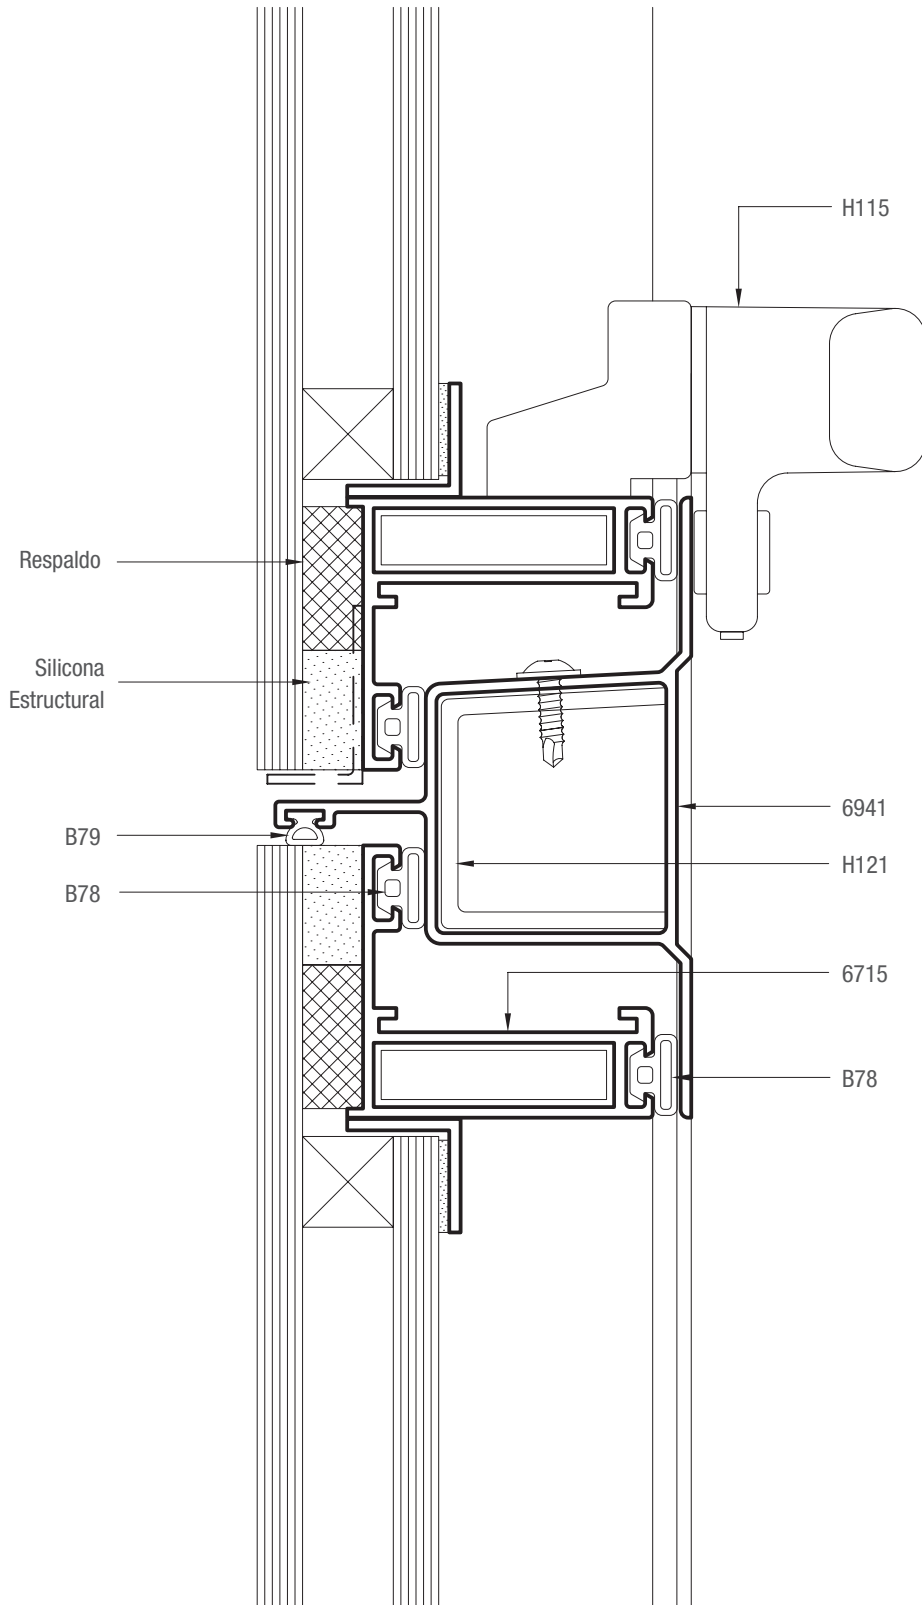 H115
Respaldo
Silicona
Estructural
6941
B79
H121
B78
6715
B78